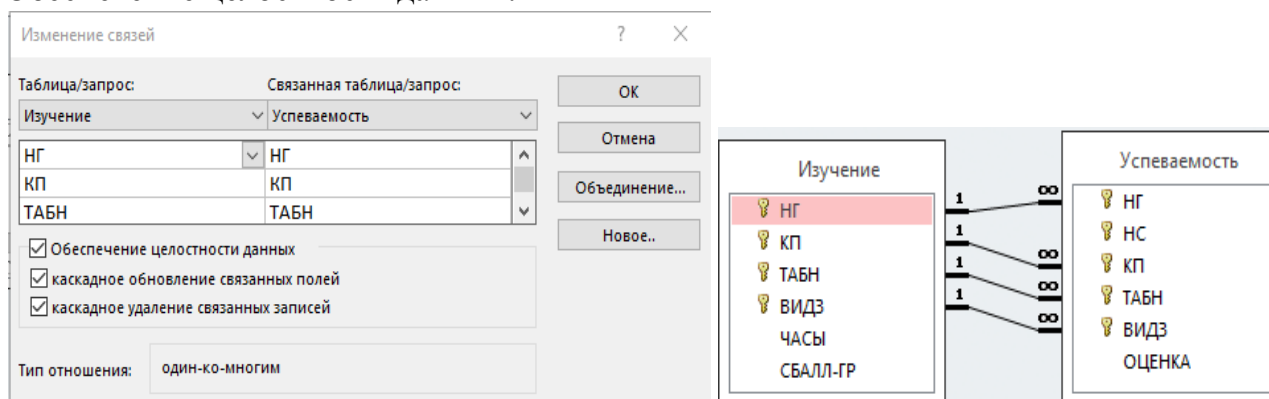 Изменение связей ? ×
Таблица/запрос: Связанная таблица/запрос:
Изучение Успеваемость
НГ НГ
КП КП
ТАБН ТАБН
Обеспечение целостности данных
каскадное обновление связанных полей
каскадное удаление связанных записей
Тип отношения: один-ко-многим
ОК
Отмена
Объединение...
Новое..
Изучение
НГ
КП
ТАБН
ВИДЗ
ЧАСЫ
СБАЛЛ-ГР
1 ∞
1 ∞
1 ∞
1 ∞
Успеваемость
НГ
НС
КП
ТАБН
ВИДЗ
ОЦЕНКА